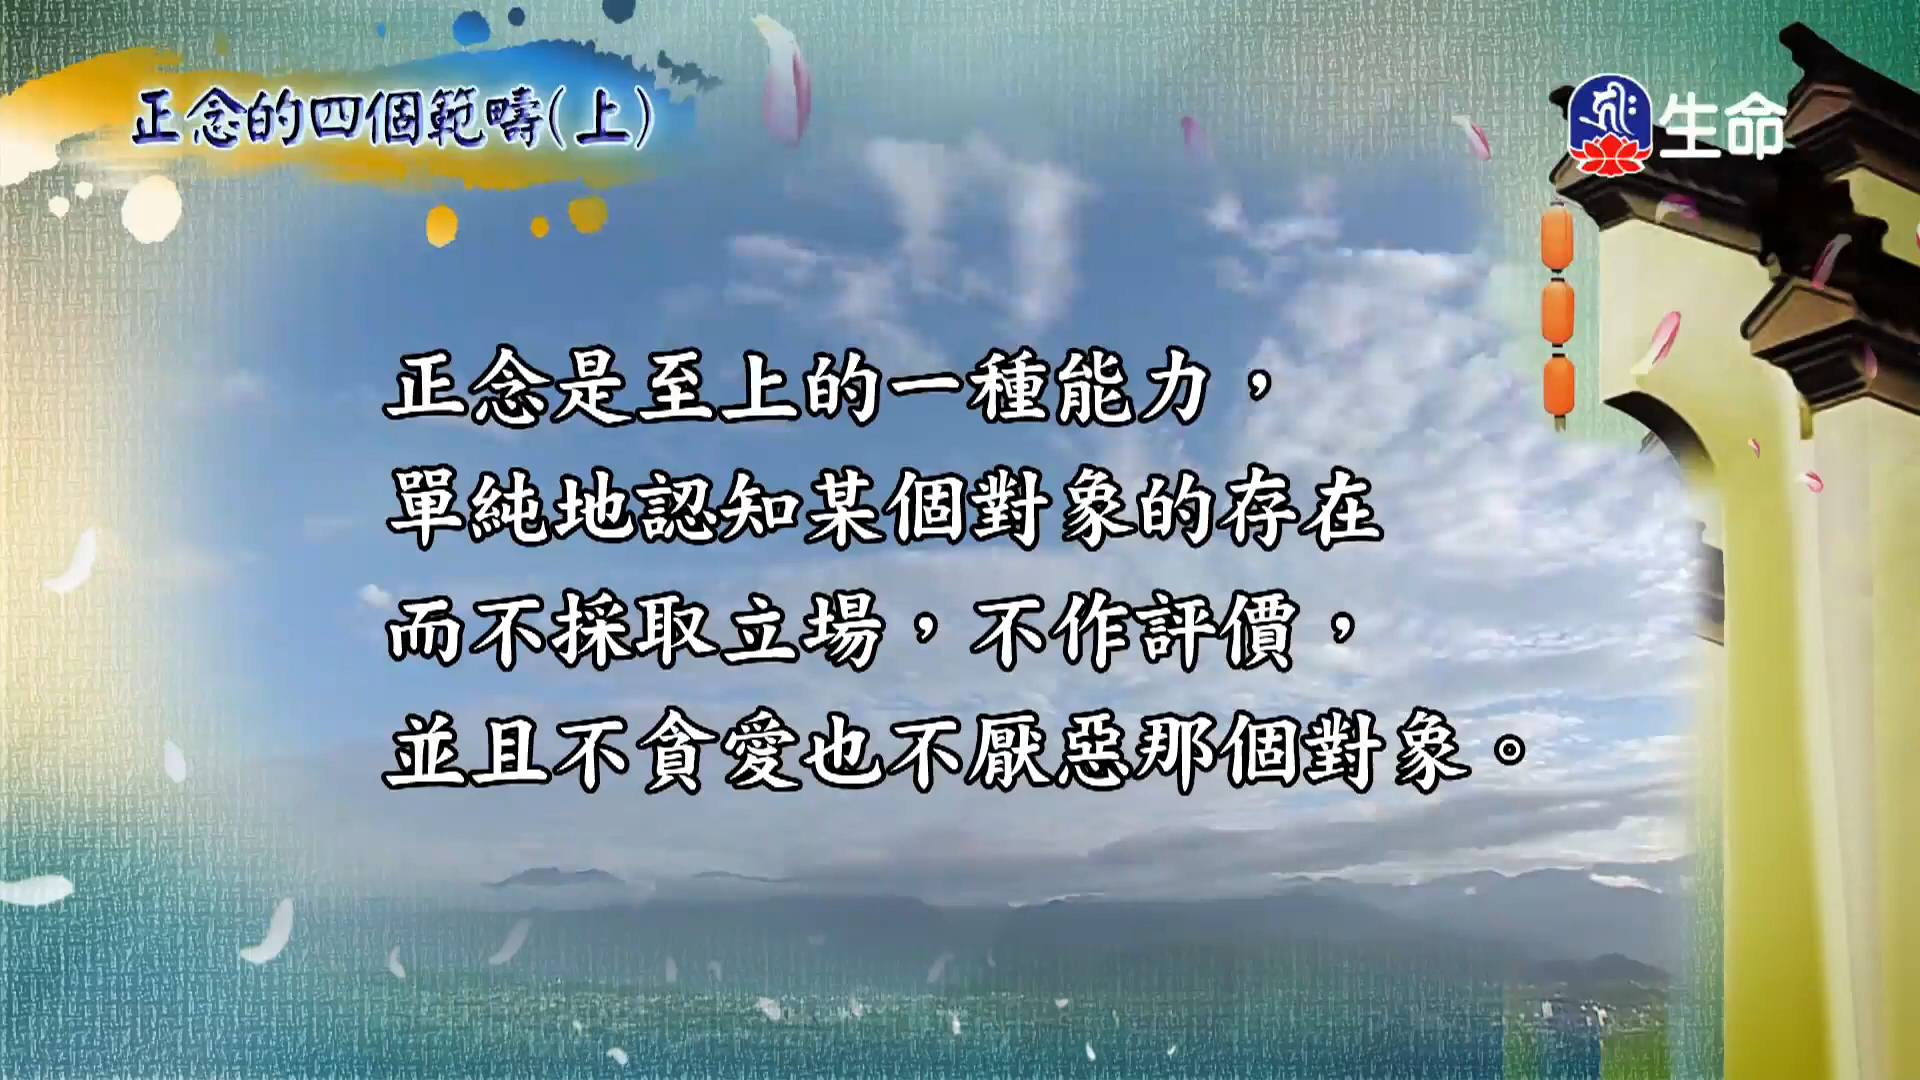 正念的四個範疇(上)
生命
正念是至上的一種能力，
單純地認知某個對象的存在
而不採取立場，不作評價，
並且不貪愛也不厭惡那個對象。